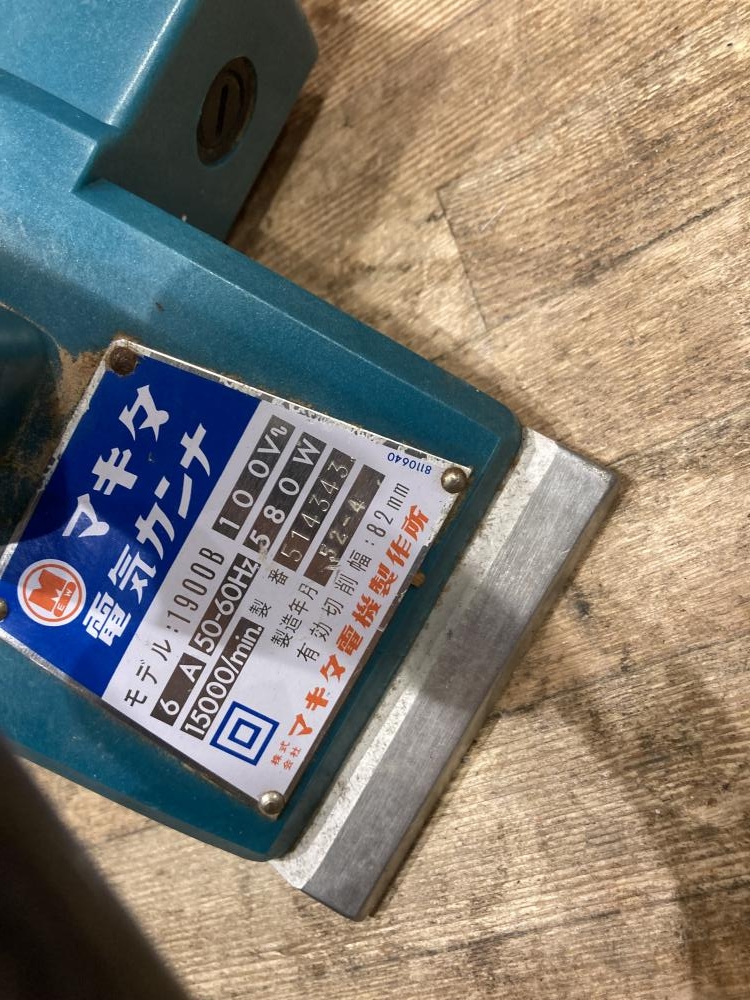 マキタ
電気カンナ
M
E W
モデル:1900B 100V
6 A 50-60Hz 580W
15000/min. 製番 514343
製造年月 52-4
有効切削幅:82mm
株式会社 マキタ電機製作所
8110640